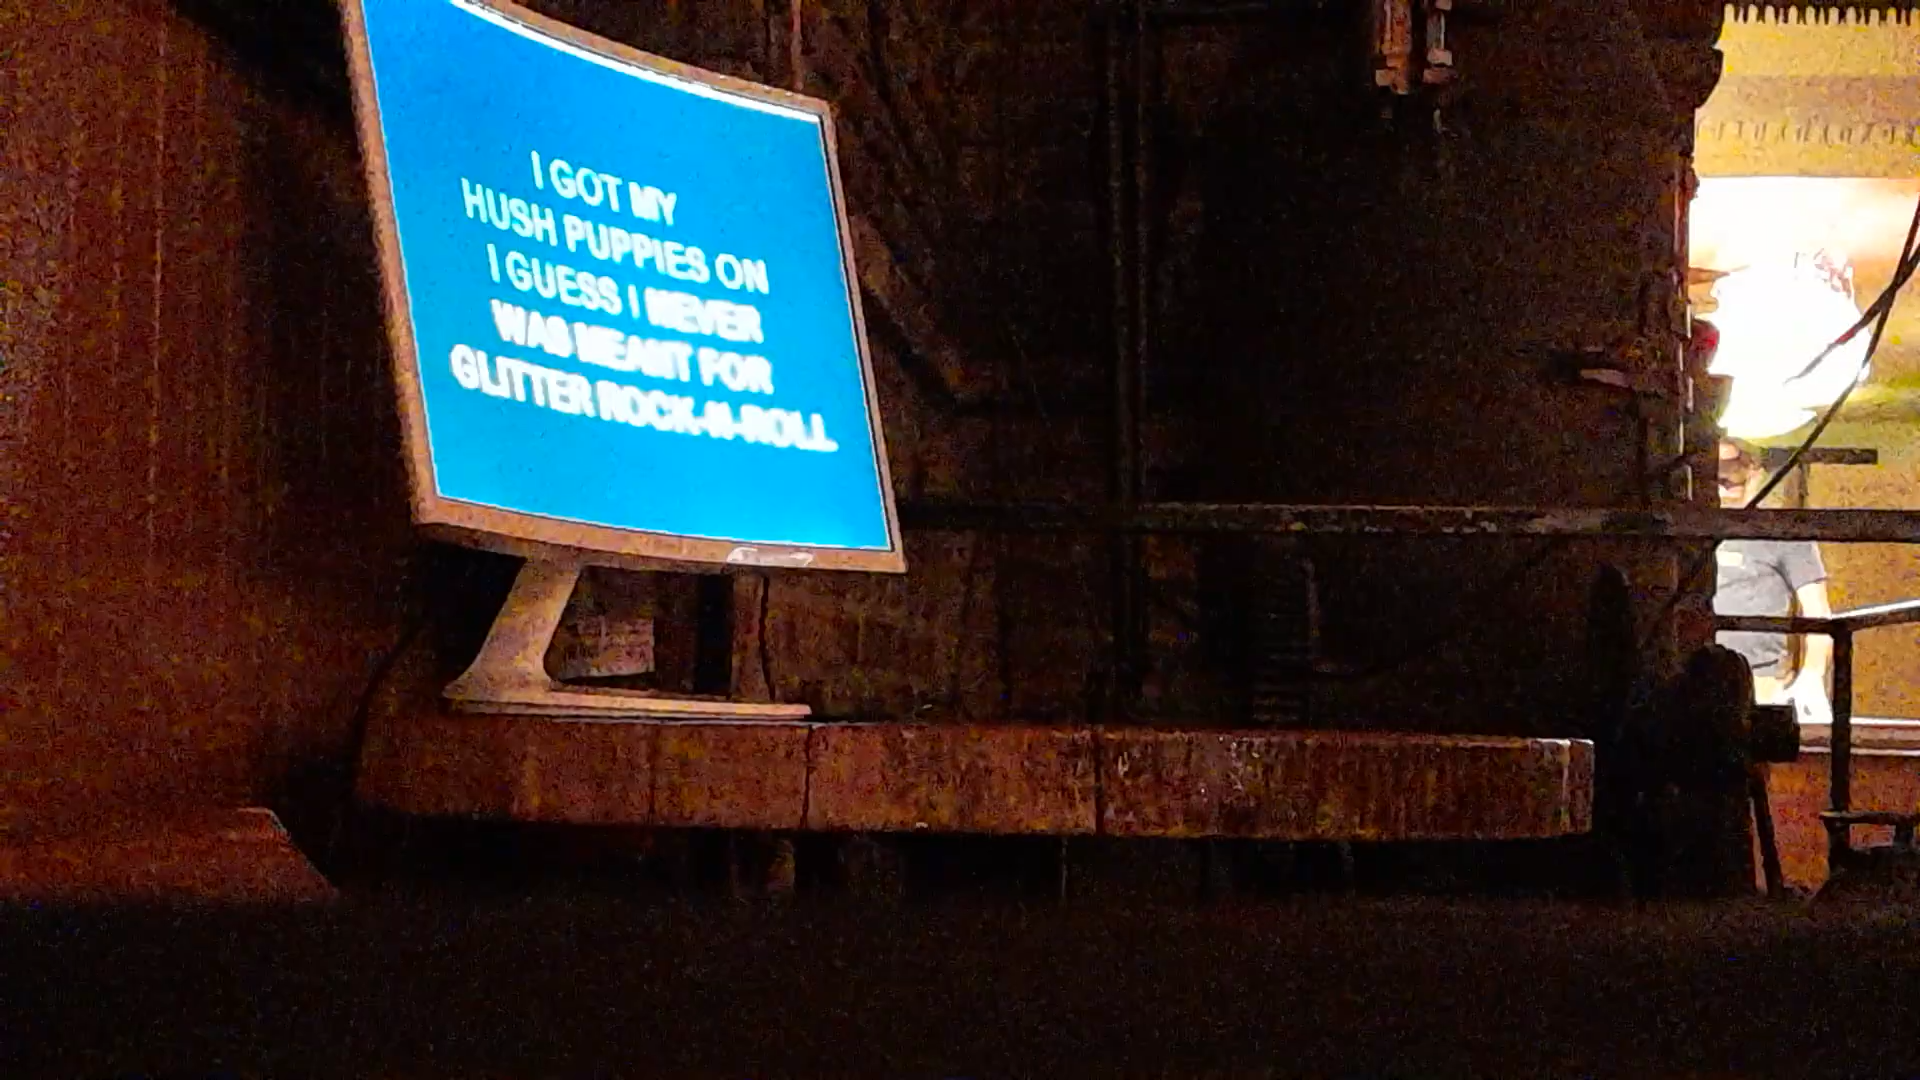 I GOT MY
HUSH PUPPIES ON
I GUESS I NEVER
WAS MEANT FOR
GLITTER ROCK-N-ROLL